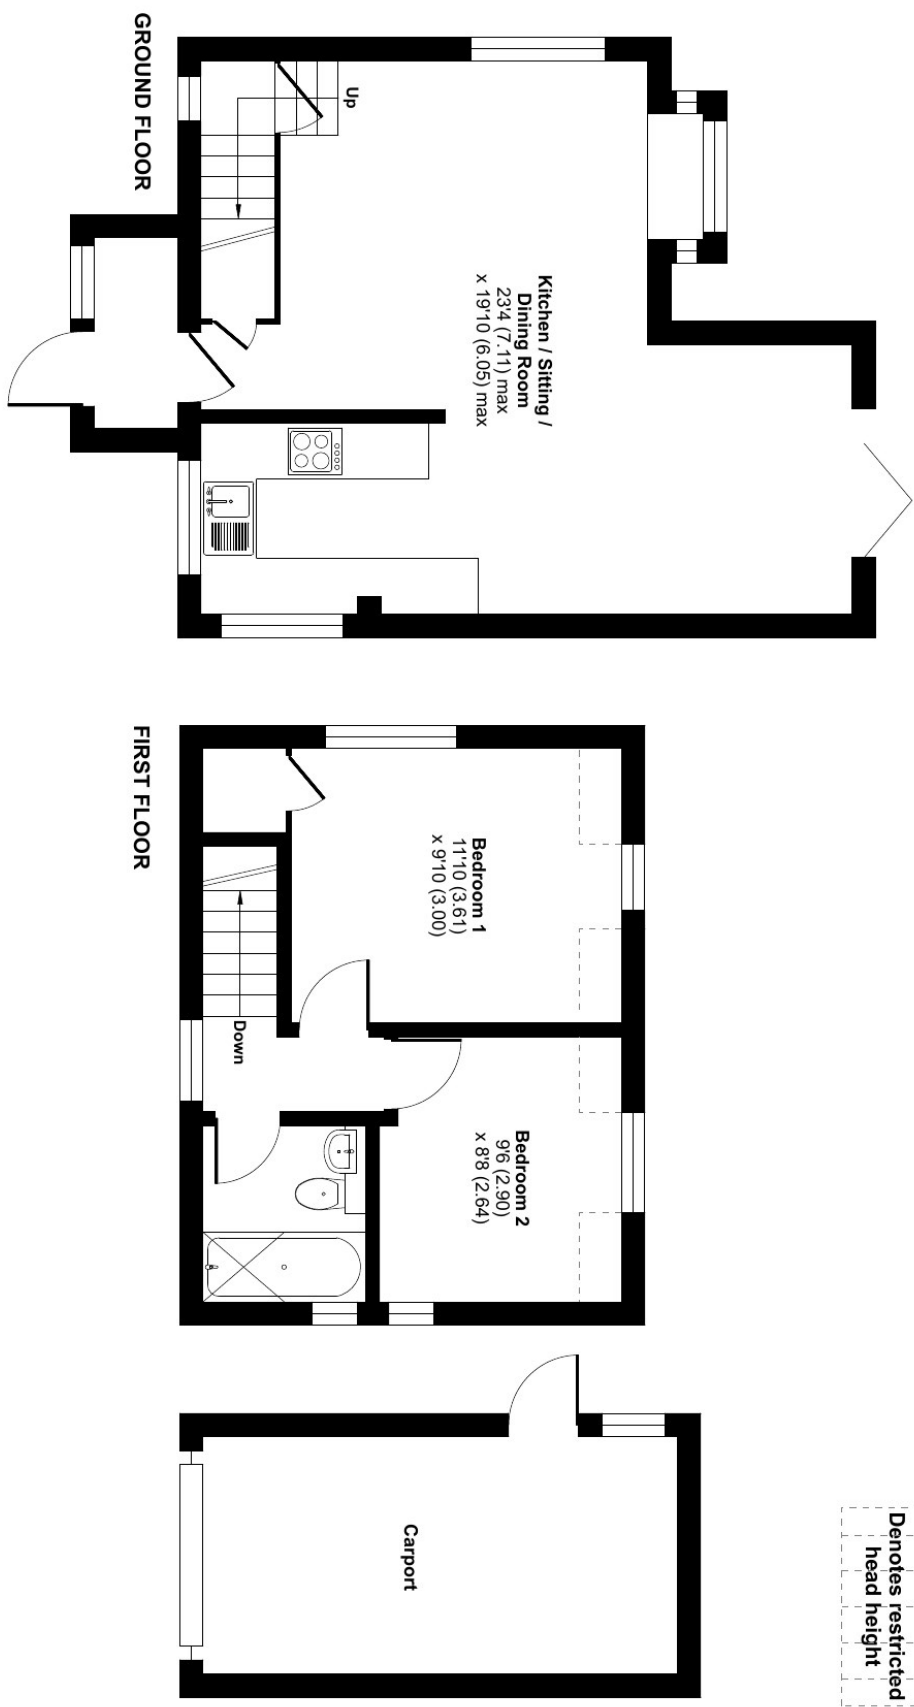 Denotes restricted
head height
Kitchen / Sitting /
Dining Room
23'4 (7.11) max
x 19'10 (6.05) max
Up
GROUND FLOOR
Bedroom 1
11'10 (3.61)
x 9'10 (3.00)
Bedroom 2
9'6 (2.90)
x 8'8 (2.64)
Down
FIRST FLOOR
Carport